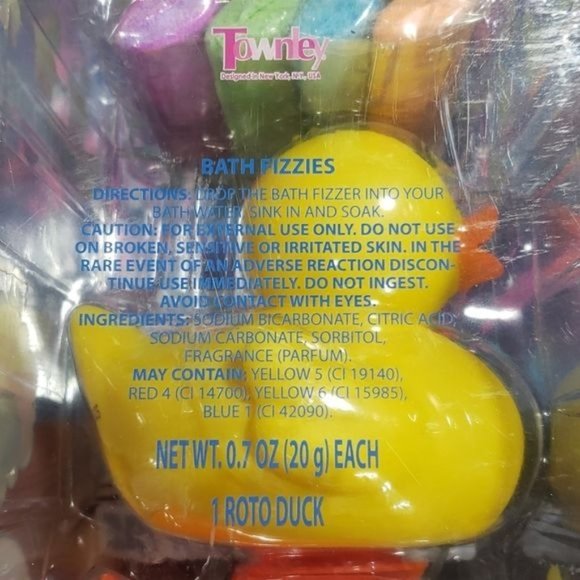 Townley
Designed in New York, N.Y., USA
BATH FIZZIES
DIRECTIONS: DROP THE BATH FIZZER INTO YOUR
BATH WATER, SINK IN AND SOAK.
CAUTION: FOR EXTERNAL USE ONLY. DO NOT USE
ON BROKEN, SENSITIVE OR IRRITATED SKIN. IN THE
RARE EVENT OF AN ADVERSE REACTION DISCON-
TINUE USE IMMEDIATELY. DO NOT INGEST.
AVOID CONTACT WITH EYES.
INGREDIENTS: SODIUM BICARBONATE, CITRIC ACID,
SODIUM CARBONATE, SORBITOL,
FRAGRANCE (PARFUM).
MAY CONTAIN: YELLOW 5 (CI 19140),
RED 4 (CI 14700), YELLOW 6 (CI 15985),
BLUE 1 (CI 42090).
NET WT. 0.7 OZ (20 g) EACH
1 ROTO DUCK